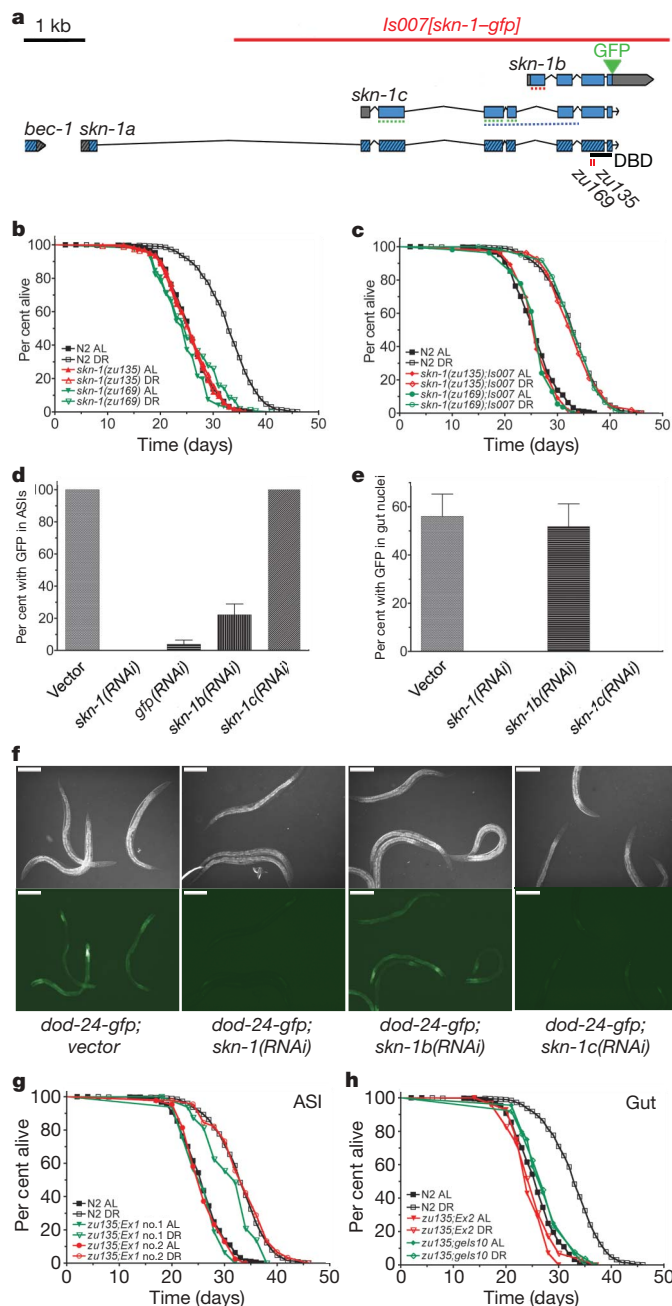 a
1 kb
Is007[skn-1–gfp]
GFP
skn-1b
skn-1c
bec-1
skn-1a
DBD
zu135
zu169
b
Per cent alive
100
80
60
40
20
0
N2 AL
N2 DR
skn-1(zu135) AL
skn-1(zu135) DR
skn-1(zu169) AL
skn-1(zu169) DR
0 10 20 30 40 50
Time (days)
c
Per cent alive
100
80
60
40
20
0
N2 AL
N2 DR
skn-1(zu135);Is007 AL
skn-1(zu135);Is007 DR
skn-1(zu169);Is007 AL
skn-1(zu169);Is007 DR
0 10 20 30 40 50
Time (days)
d
Per cent with GFP in ASIs
100
80
60
40
20
0
Vector
skn-1(RNAi)
gfp(RNAi)
skn-1b(RNAi)
skn-1c(RNAi)
e
Per cent with GFP in gut nuclei
60
40
20
0
Vector
skn-1(RNAi)
skn-1b(RNAi)
skn-1c(RNAi)
f
dod-24-gfp;
vector
dod-24-gfp;
skn-1(RNAi)
dod-24-gfp;
skn-1b(RNAi)
dod-24-gfp;
skn-1c(RNAi)
g
ASI
Per cent alive
100
80
60
40
20
0
N2 AL
N2 DR
zu135;Ex1 no.1 AL
zu135;Ex1 no.1 DR
zu135;Ex1 no.2 AL
zu135;Ex1 no.2 DR
0 10 20 30 40 50
Time (days)
h
Gut
Per cent alive
100
80
60
40
20
0
N2 AL
N2 DR
zu135;Ex2 AL
zu135;Ex2 DR
zu135;geIs10 AL
zu135;geIs10 DR
0 10 20 30 40 50
Time (days)